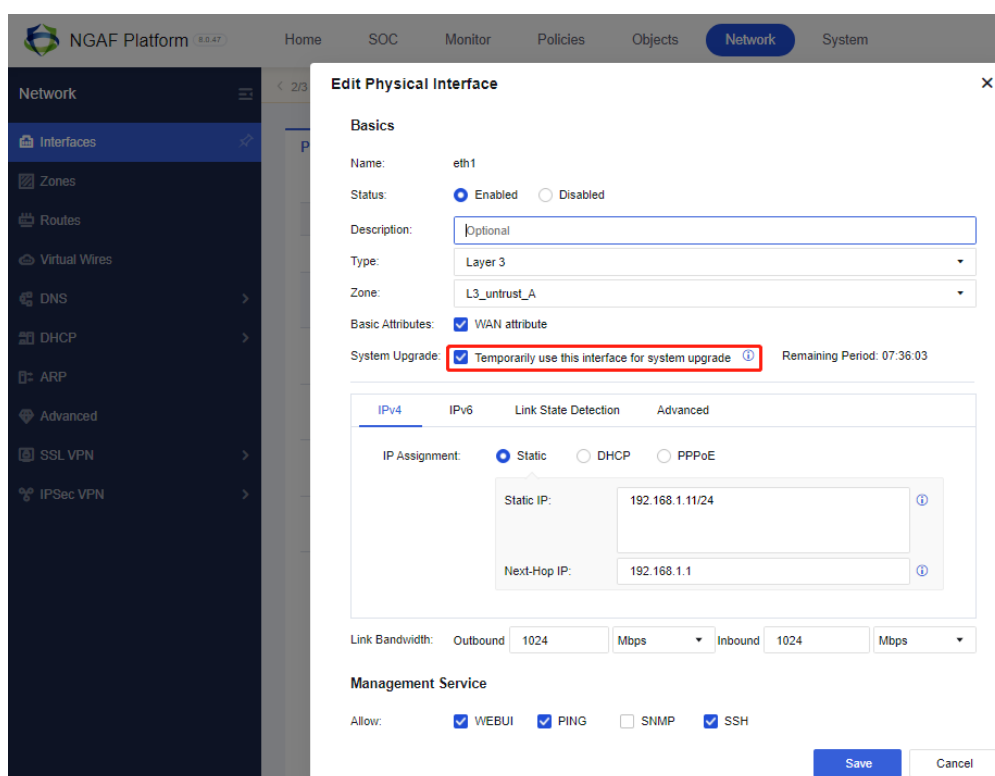 NGAF Platform 8.0.47 Home SOC Monitor Policies Objects Network System
Network
2/3
Edit Physical Interface
Interfaces
Zones
Routes
Virtual Wires
DNS
DHCP
ARP
Advanced
SSL VPN
IPSec VPN
P
Basics
Name: eth1
Status: Enabled Disabled
Description: Optional
Type: Layer 3
Zone: L3_untrust_A
Basic Attributes: WAN attribute
System Upgrade: Temporarily use this interface for system upgrade Remaining Period: 07:36:03
IPv4 IPv6 Link State Detection Advanced
IP Assignment: Static DHCP PPPoE
Static IP: 192.168.1.11/24
Next-Hop IP: 192.168.1.1
Link Bandwidth: Outbound 1024 Mbps Inbound 1024 Mbps
Management Service
Allow: WEBUI PING SNMP SSH
Save Cancel